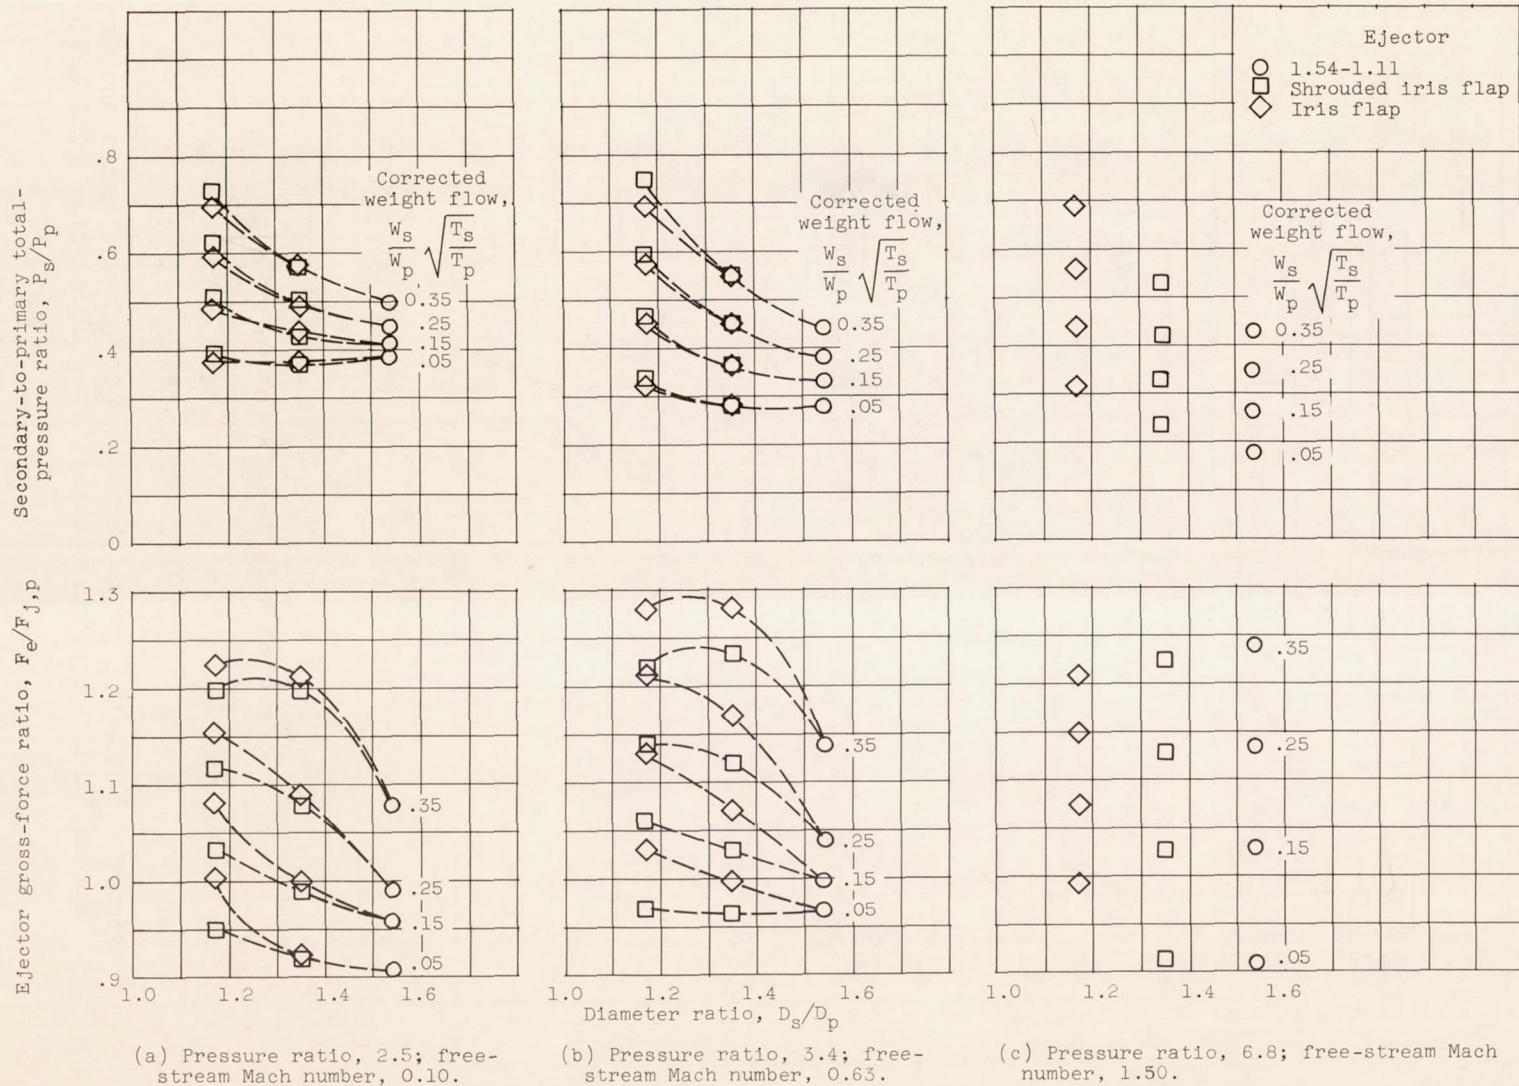 Ejector
1.54-1.11
Shrouded iris flap
Iris flap
Secondary-to-primary total-
pressure ratio, Ps/Pp
.8
.6
.4
.2
0
Corrected
weight flow,
Ws/Wp √Ts/Tp
0.35
.25
.15
.05
Corrected
weight flow,
Ws/Wp √Ts/Tp
0.35
.25
.15
.05
Corrected
weight flow,
Ws/Wp √Ts/Tp
0.35
.25
.15
.05
Ejector gross-force ratio, Fe/Fj,p
1.3
1.2
1.1
1.0
.9
.35
.25
.15
.05
.35
.25
.15
.05
.35
.25
.15
.05
1.0 1.2 1.4 1.6
1.0 1.2 1.4 1.6
1.0 1.2 1.4 1.6
Diameter ratio, Ds/Dp
(a) Pressure ratio, 2.5; free-
stream Mach number, 0.10.
(b) Pressure ratio, 3.4; free-
stream Mach number, 0.63.
(c) Pressure ratio, 6.8; free-stream Mach
number, 1.50.